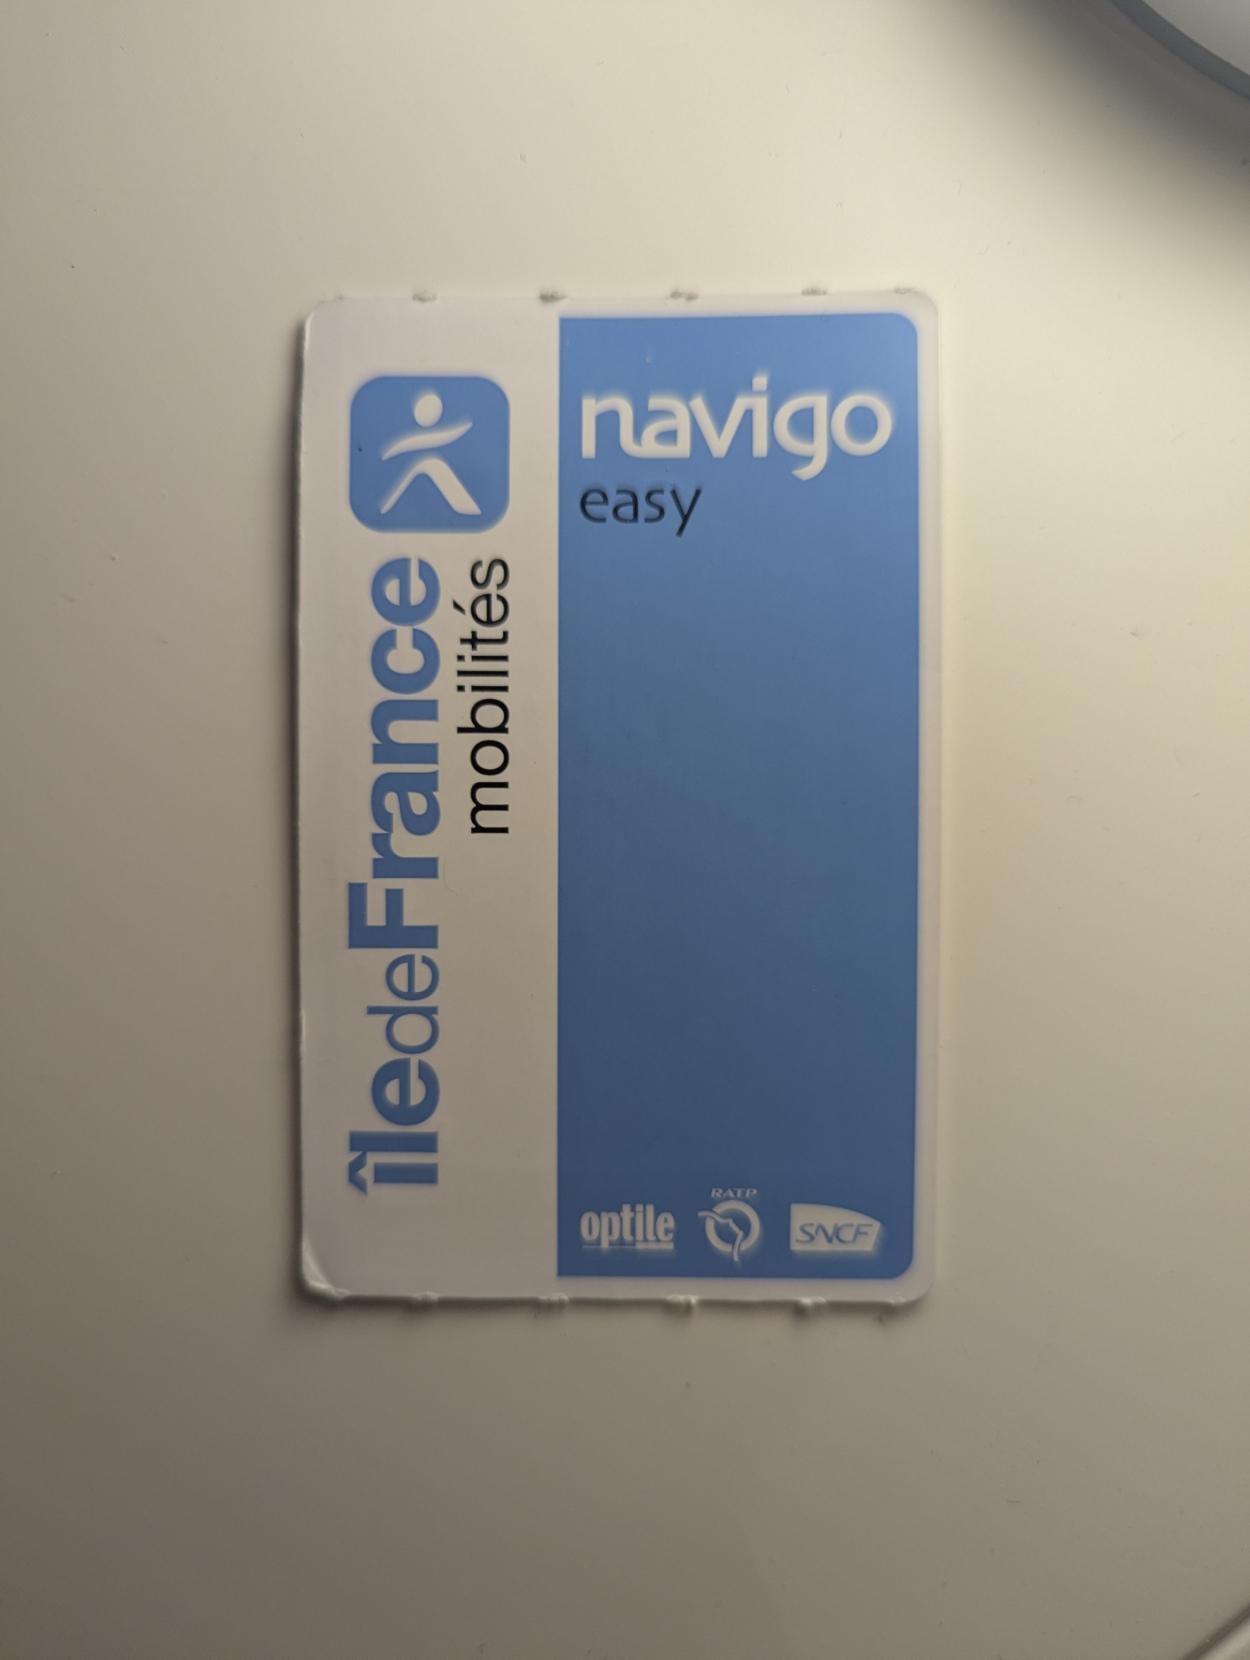 îledeFrance
mobilités
navigo
easy
optile
RATP
SNCF